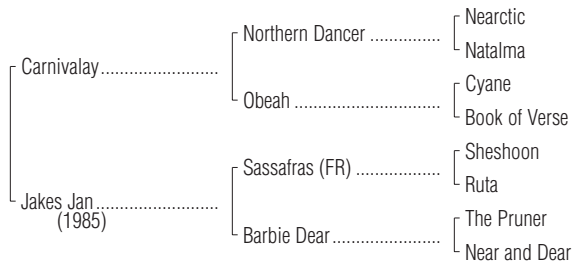 Nearctic
Northern Dancer ...............
Natalma
Carnivalay.........................
Cyane
Obeah ...............................
Book of Verse
Sheshoon
Sassafras (FR) ..................
Ruta
Jakes Jan..........................
(1985)
The Pruner
Barbie Dear.......................
Near and Dear